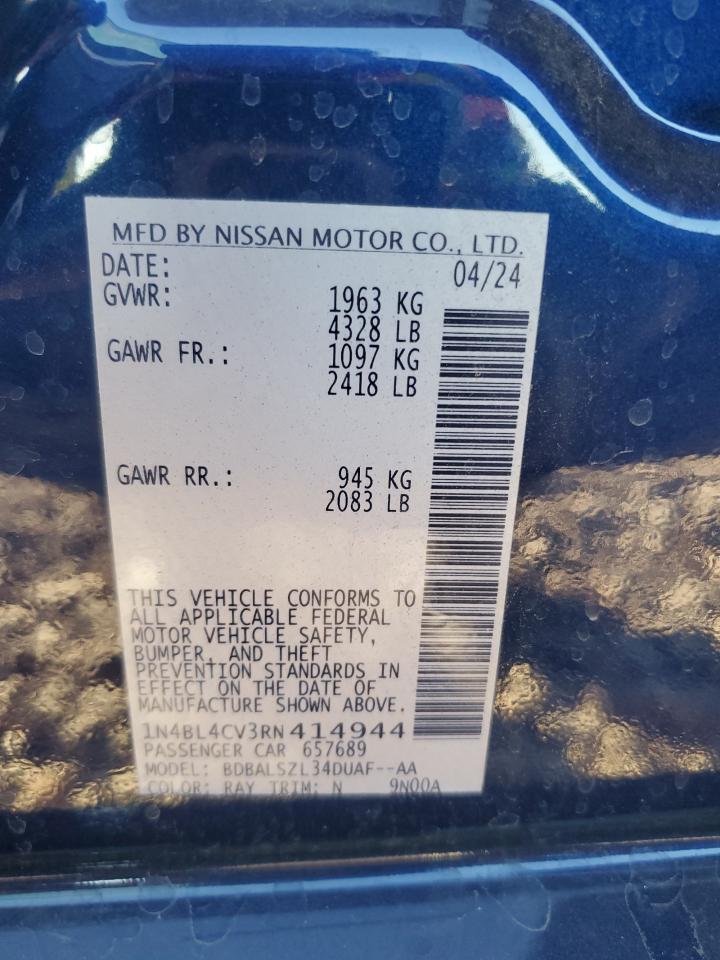 MFD BY NISSAN MOTOR CO., LTD.
DATE: 04/24
GVWR: 1963 KG
4328 LB
GAWR FR.: 1097 KG
2418 LB
GAWR RR.: 945 KG
2083 LB
THIS VEHICLE CONFORMS TO
ALL APPLICABLE FEDERAL
MOTOR VEHICLE SAFETY,
BUMPER, AND THEFT
PREVENTION STANDARDS IN
EFFECT ON THE DATE OF
MANUFACTURE SHOWN ABOVE.
1N4BL4CV3RN414944
PASSENGER CAR 657689
MODEL: BDBALSZL34DUAF--AA
COLOR: RAY TRIM: N 9N00A